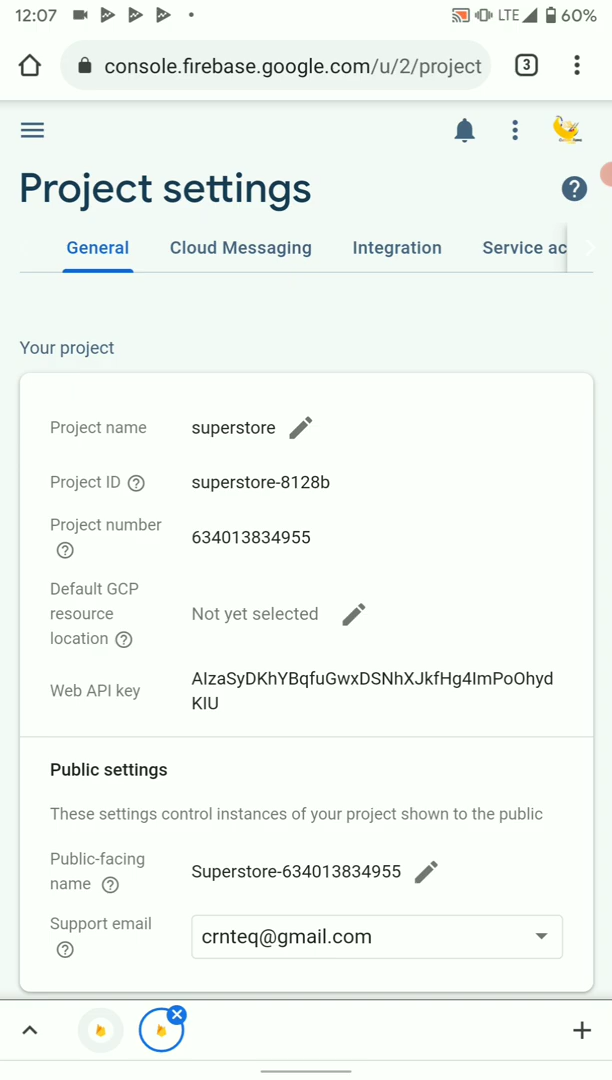 12:07 LTE 60%
console.firebase.google.com/u/2/project 3
Project settings
General Cloud Messaging Integration Service ac
Your project
Project name superstore
Project ID superstore-8128b
Project number 634013834955
Default GCP
resource
location
Not yet selected
Web API key
AIzaSyDKhYBqfuGwxDSNhXJkfHg4ImPoOhyd
KIU
Public settings
These settings control instances of your project shown to the public
Public-facing
name
Superstore-634013834955
Support email
crnteq@gmail.com